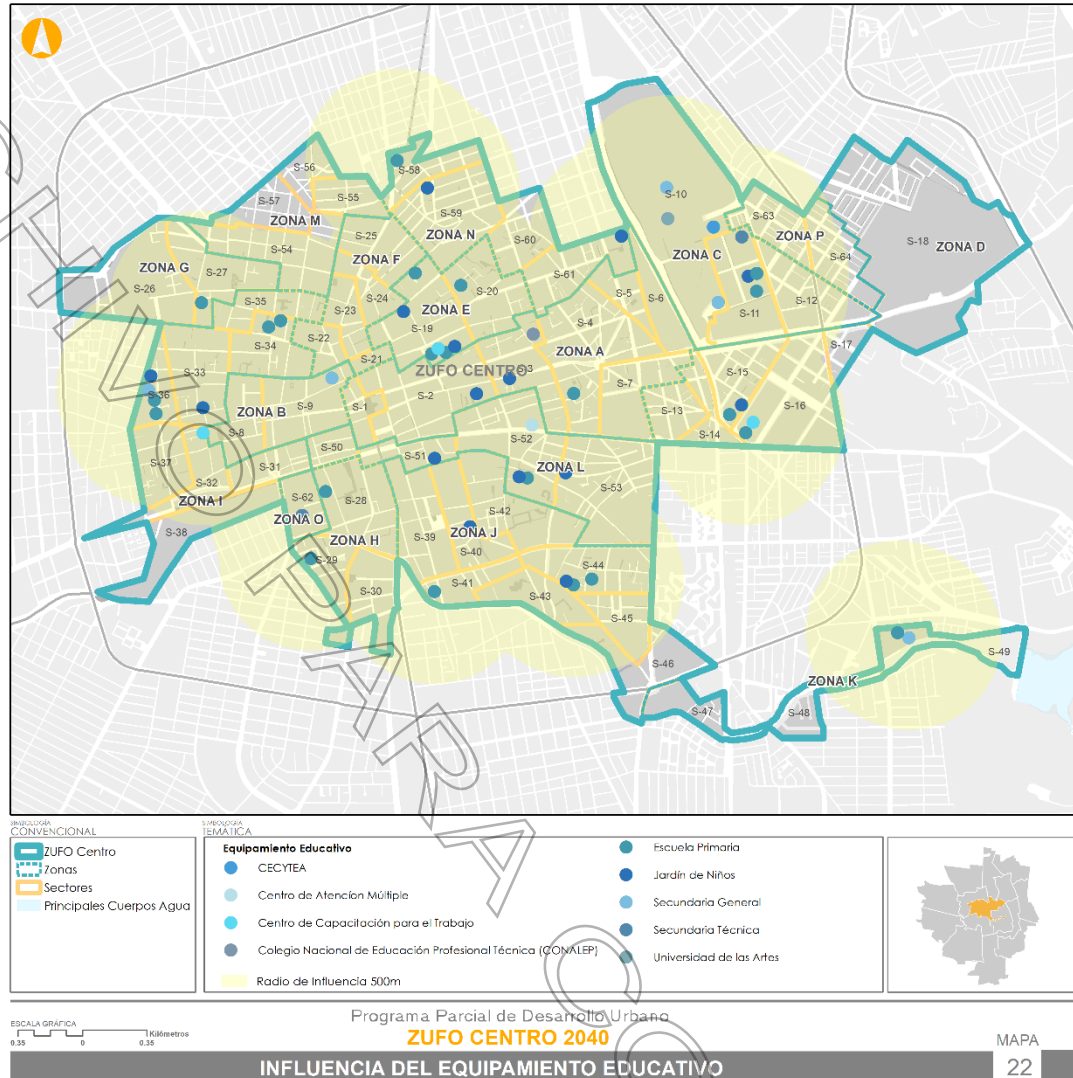 S-56
S-58
S-10
S-57
S-55
S-59
ZONA M
S-63
ZONA P
S-60
S-25
ZONA N
S-54
S-18
ZONA D
ZONA C
S-64
ZONA G
S-27
ZONA F
S-61
S-26
S-24
S-20
S-5
S-6
S-12
S-35
S-23
ZONA E
S-11
S-19
S-4
S-34
S-22
S-17
ZONA A
S-21
ZUFO CENTRO
S-3
S-15
S-33
S-7
S-36
S-2
S-9
S-1
S-16
ZONA B
S-13
S-8
S-14
S-52
S-50
S-51
S-37
S-31
ZONA L
S-32
S-53
ZONA I
S-62
S-28
S-42
ZONA O
S-38
S-39
ZONA J
ZONA H
S-40
S-29
S-44
S-41
S-30
S-43
S-45
S-49
S-46
ZONA K
S-47
S-48
SIMBOLOGÍA
CONVENCIONAL
ZUFO Centro
Zonas
Sectores
Principales Cuerpos Agua
SIMBOLOGÍA
TEMÁTICA
Equipamiento Educativo
CECYTEA
Centro de Atención Múltiple
Centro de Capacitación para el Trabajo
Colegio Nacional de Educación Profesional Técnica (CONALEP)
Radio de Influencia 500m
Escuela Primaria
Jardín de Niños
Secundaria General
Secundaria Técnica
Universidad de las Artes
ESCALA GRÁFICA
Kilómetros
0.35 0 0.35
Programa Parcial de Desarrollo Urbano
ZUFO CENTRO 2040
MAPA
INFLUENCIA DEL EQUIPAMIENTO EDUCATIVO
22